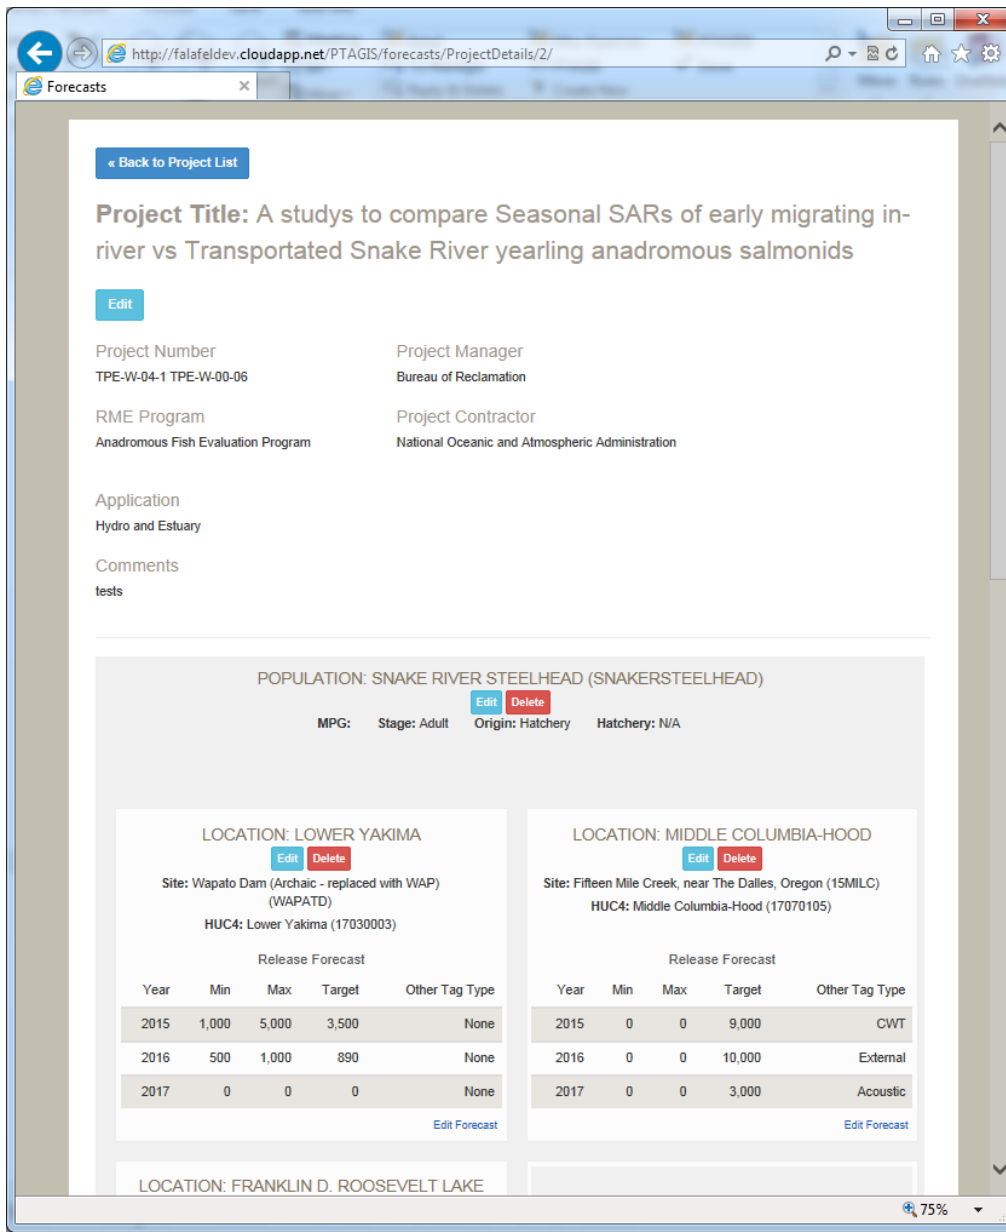 http://falafeldev.cloudapp.net/PTAGIS/forecasts/ProjectDetails/2/
Forecasts
« Back to Project List
Project Title: A studys to compare Seasonal SARs of early migrating in-
river vs Transportated Snake River yearling anadromous salmonids
Edit
Project Number Project Manager
TPE-W-04-1 TPE-W-00-06 Bureau of Reclamation
RME Program Project Contractor
Anadromous Fish Evaluation Program National Oceanic and Atmospheric Administration
Application
Hydro and Estuary
Comments
tests
POPULATION: SNAKE RIVER STEELHEAD (SNAKERSTEELHEAD)
Edit Delete
MPG: Stage: Adult Origin: Hatchery Hatchery: N/A
LOCATION: LOWER YAKIMA
Edit Delete
Site: Wapato Dam (Archaic - replaced with WAP)
(WAPATD)
HUC4: Lower Yakima (17030003)
Release Forecast
Year Min Max Target Other Tag Type
2015 1,000 5,000 3,500 None
2016 500 1,000 890 None
2017 0 0 0 None
Edit Forecast
LOCATION: MIDDLE COLUMBIA-HOOD
Edit Delete
Site: Fifteen Mile Creek, near The Dalles, Oregon (15MILC)
HUC4: Middle Columbia-Hood (17070105)
Release Forecast
Year Min Max Target Other Tag Type
2015 0 0 9,000 CWT
2016 0 0 10,000 External
2017 0 0 3,000 Acoustic
Edit Forecast
LOCATION: FRANKLIN D. ROOSEVELT LAKE
75%